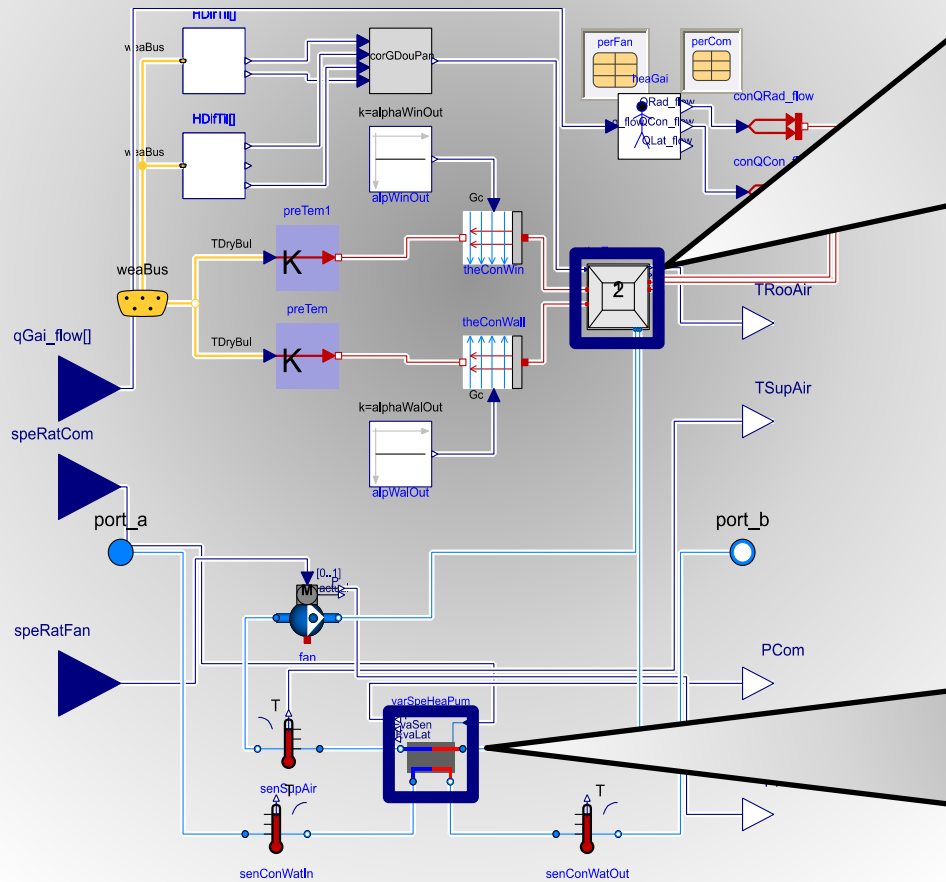 HDirTil[]
weaBus
corGDouPan
perFan
perCom
heaGai
QRad_flow
conQRad_flow
QCon_flow
QLat_flow
k=alphaWinOut
HDifTil[]
weaBus
conQCon_
alpWinOut
Gc
preTem1
TDryBul
K
theConWin
weaBus
2
TRooAir
preTem
theConWall
qGai_flow[]
TDryBul
K
TSupAir
Gc
k=alphaWalOut
speRatCom
alpWalOut
port_a
port_b
[0..1]
M
P
speRatFan
fan
PCom
T
varSpeHeaPum
senSupAir
T
T
senConWatIn
senConWatOut